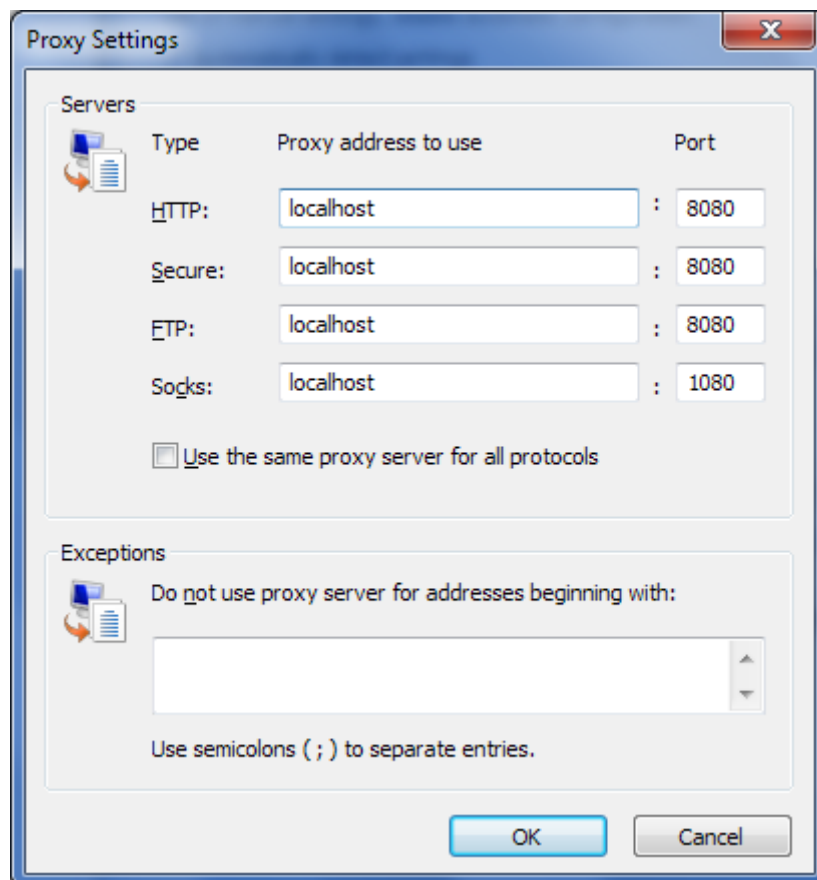 Proxy Settings
Servers
Type Proxy address to use Port
HTTP: localhost : 8080
Secure: localhost : 8080
FTP: localhost : 8080
Socks: localhost : 1080
Use the same proxy server for all protocols
Exceptions
Do not use proxy server for addresses beginning with:
Use semicolons ( ; ) to separate entries.
OK Cancel